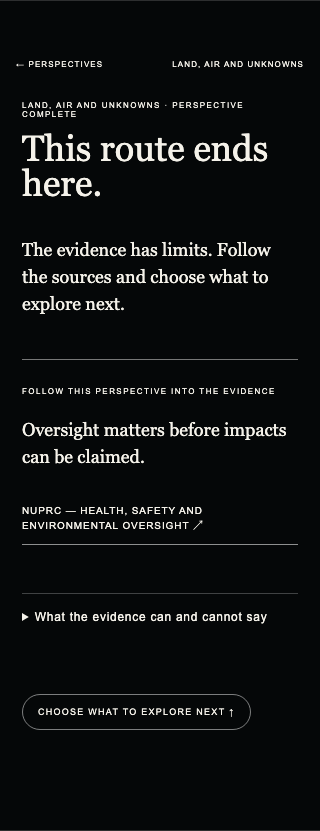 ← PERSPECTIVES
LAND, AIR AND UNKNOWNS
LAND, AIR AND UNKNOWNS · PERSPECTIVE
COMPLETE
This route ends
here.
The evidence has limits. Follow
the sources and choose what to
explore next.
FOLLOW THIS PERSPECTIVE INTO THE EVIDENCE
Oversight matters before impacts
can be claimed.
NUPRC — HEALTH, SAFETY AND
ENVIRONMENTAL OVERSIGHT ↗
▶ What the evidence can and cannot say
CHOOSE WHAT TO EXPLORE NEXT ↑